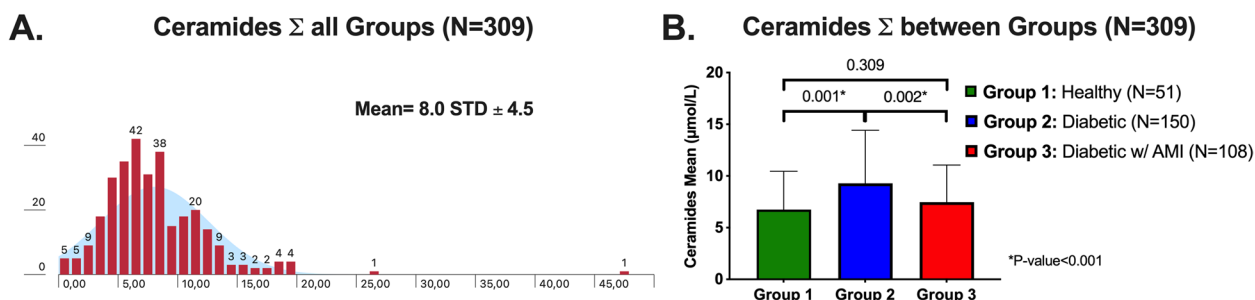 A.
Ceramides Σ all Groups (N=309)
Mean= 8.0 STD ± 4.5
40
20
0
5
5
9
42
38
20
9
3
3
2
2
4
4
1
1
0,00
5,00
10,00
15,00
20,00
25,00
30,00
35,00
40,00
45,00
B.
Ceramides Σ between Groups (N=309)
Ceramides Mean (μmol/L)
20
15
10
5
0
0.309
0.001*
0.002*
Group 1
Group 2
Group 3
Group 1: Healthy (N=51)
Group 2: Diabetic (N=150)
Group 3: Diabetic w/ AMI (N=108)
*P-value<0.001